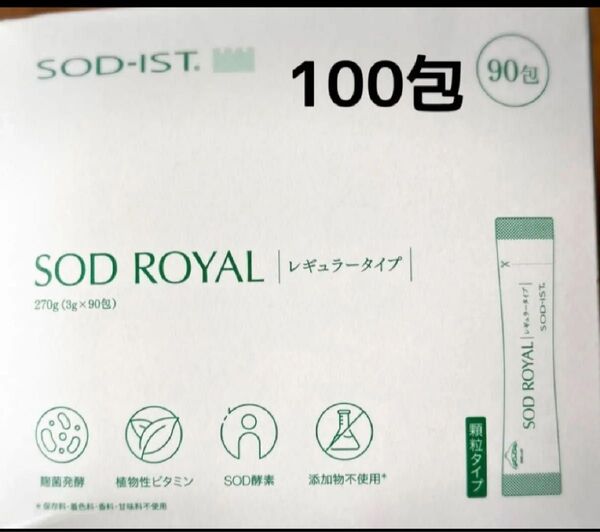 SOD-IST®
100包
90包
SOD ROYAL
レギュラータイプ
270g (3g×90包)
SOD ROYAL
レギュラータイプ
SOD-IST®
顆粒タイプ
麹菌発酵
植物性ビタミン
SOD酵素
添加物不使用*
*保存料・着色料・香料・甘味料不使用